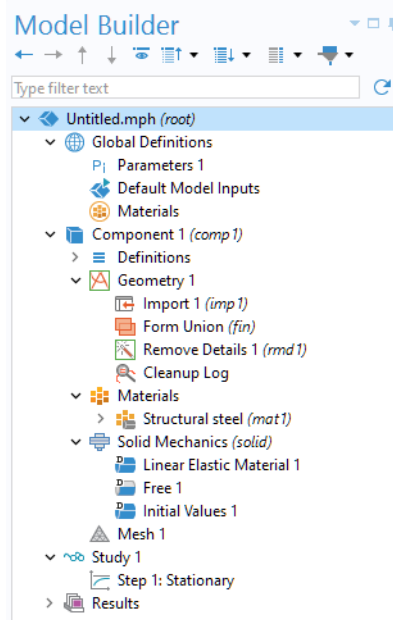 Model Builder
Type filter text
Untitled.mph (root)
Global Definitions
Pi Parameters 1
Default Model Inputs
Materials
Component 1 (comp1)
Definitions
Geometry 1
Import 1 (imp1)
Form Union (fin)
Remove Details 1 (rmd1)
Cleanup Log
Materials
Structural steel (mat1)
Solid Mechanics (solid)
D Linear Elastic Material 1
D Free 1
D Initial Values 1
Mesh 1
Study 1
Step 1: Stationary
Results